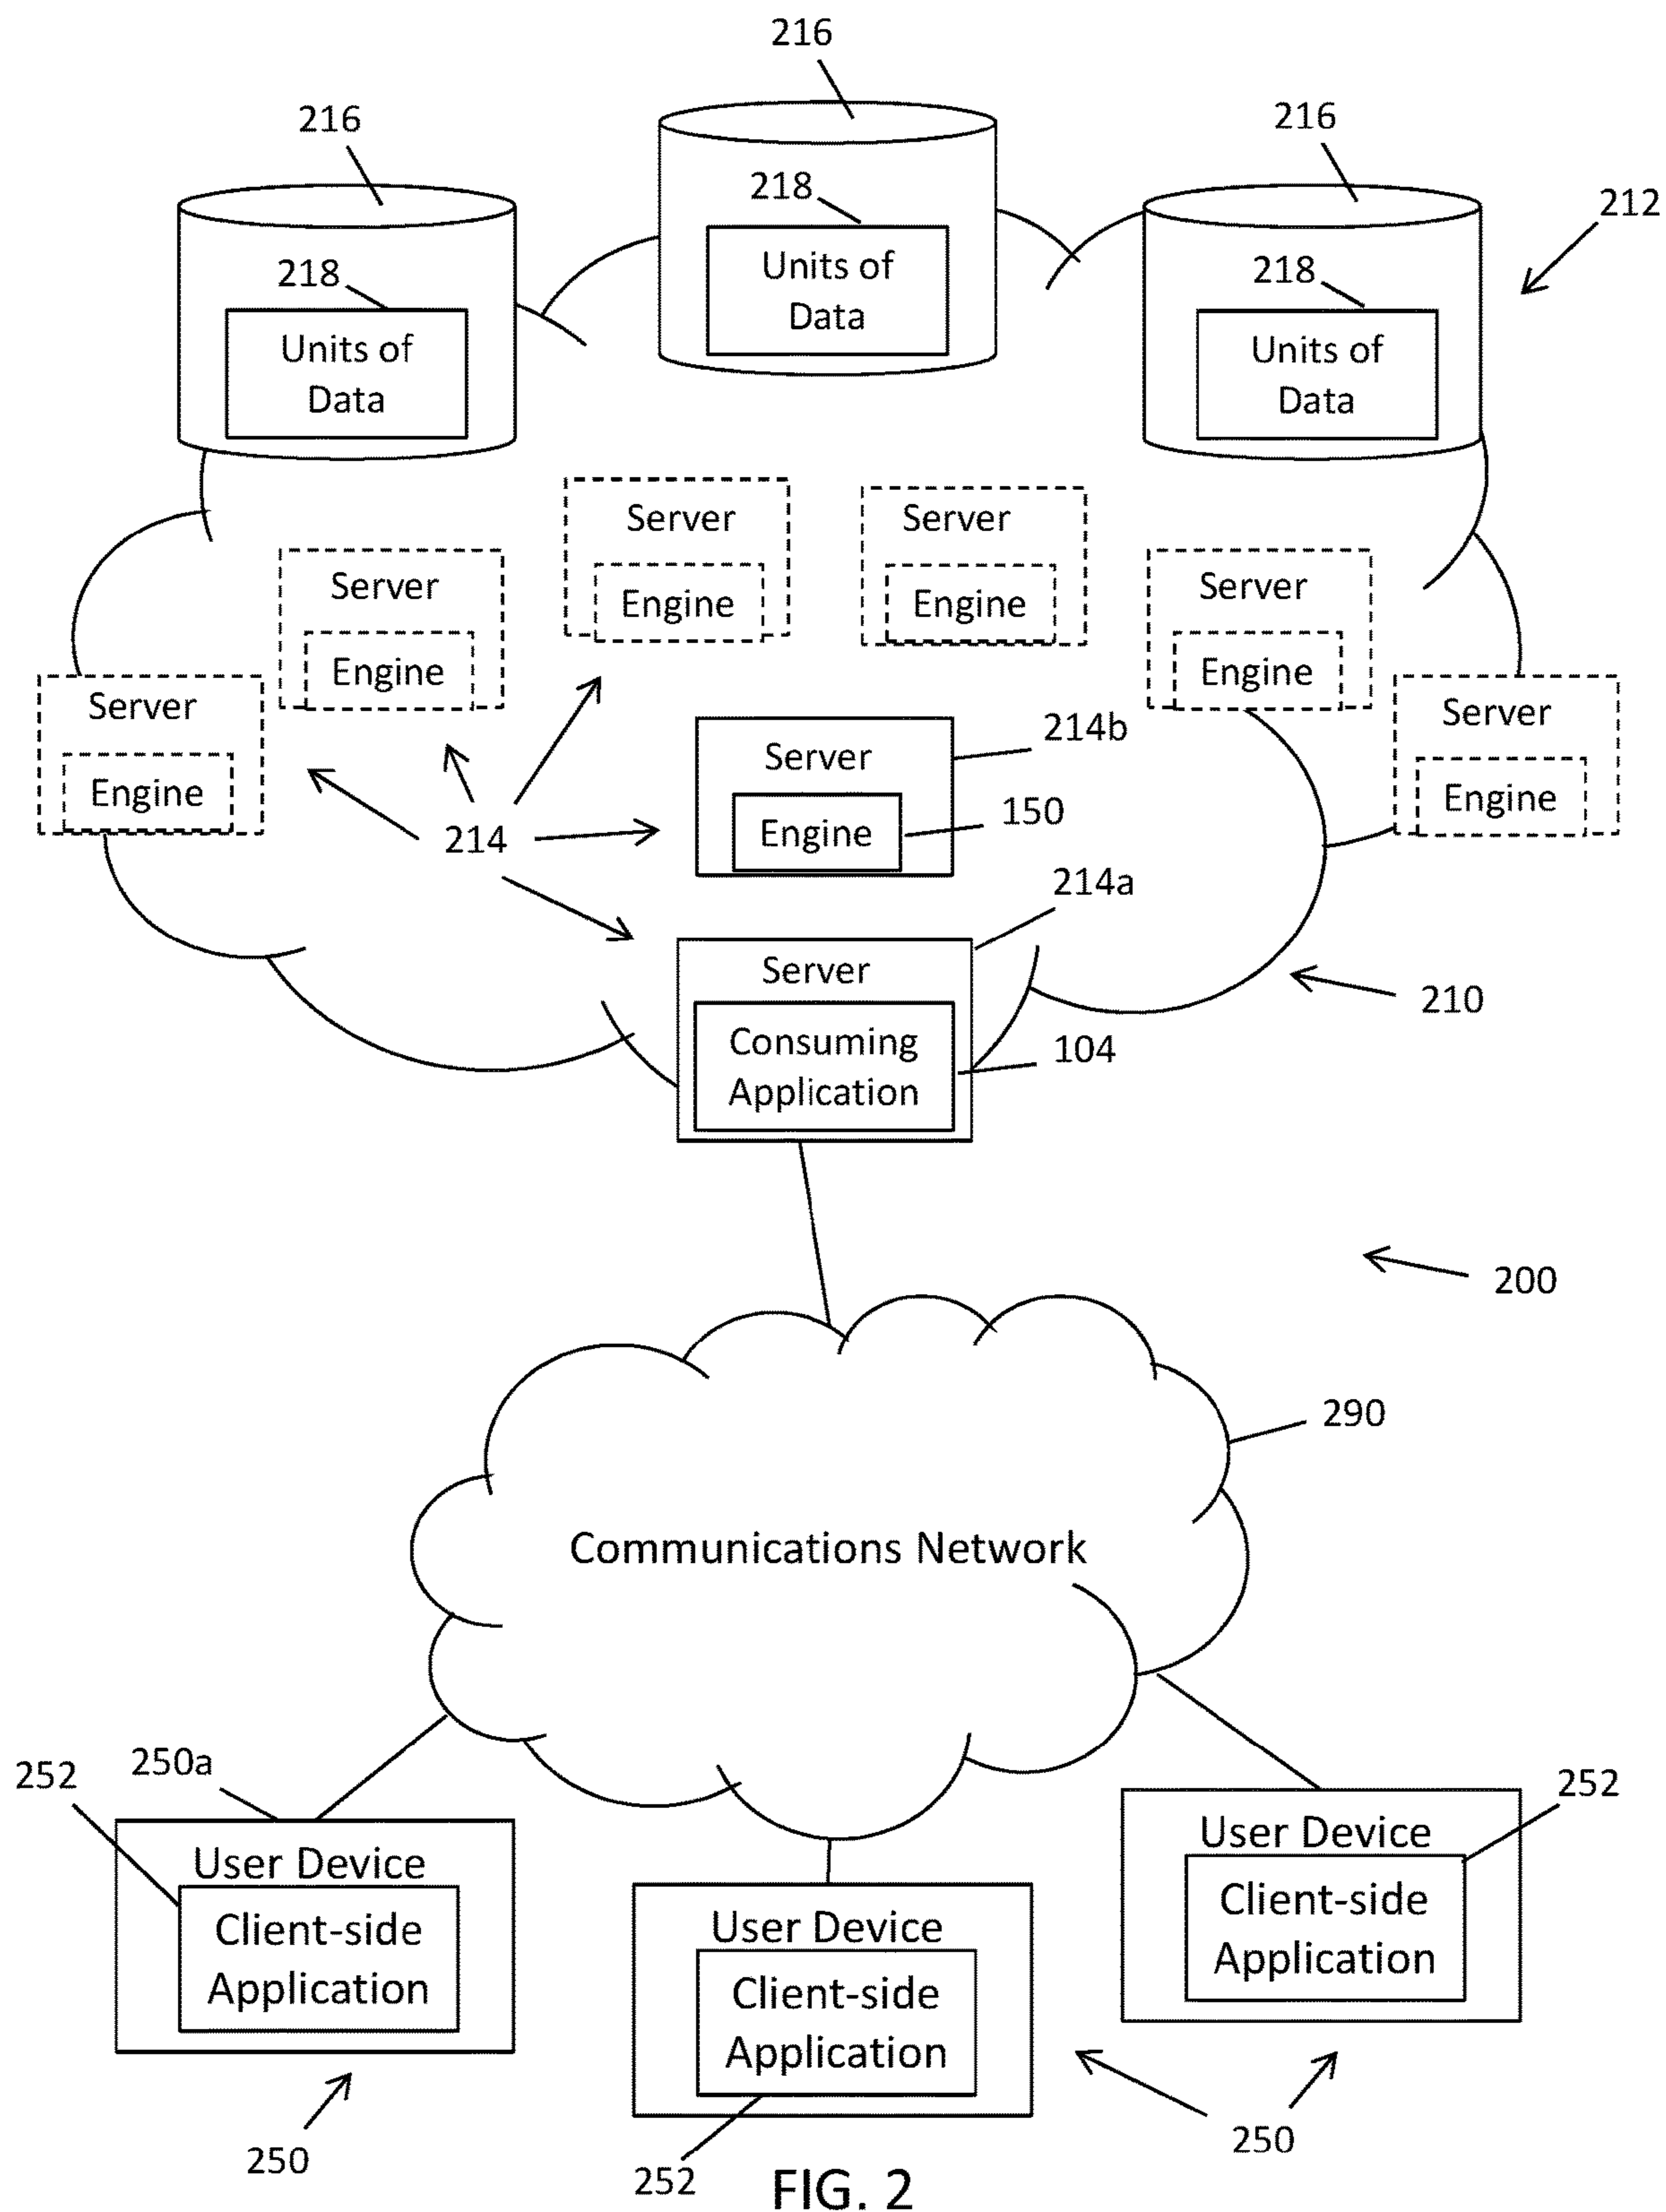 216
216
216
212
218
Units of
Data
218
Units of
Data
218
Units of
Data
Server
Engine
Server
Engine
Server
Engine
Server
Engine
Server
Engine
Server
Engine
214
Server
214b
Engine
150
214a
Server
210
Consuming
Application
104
200
290
Communications Network
250a
252
User Device
Client-side
Application
User Device
Client-side
Application
252
User Device
Client-side
Application
250
250
252
FIG. 2